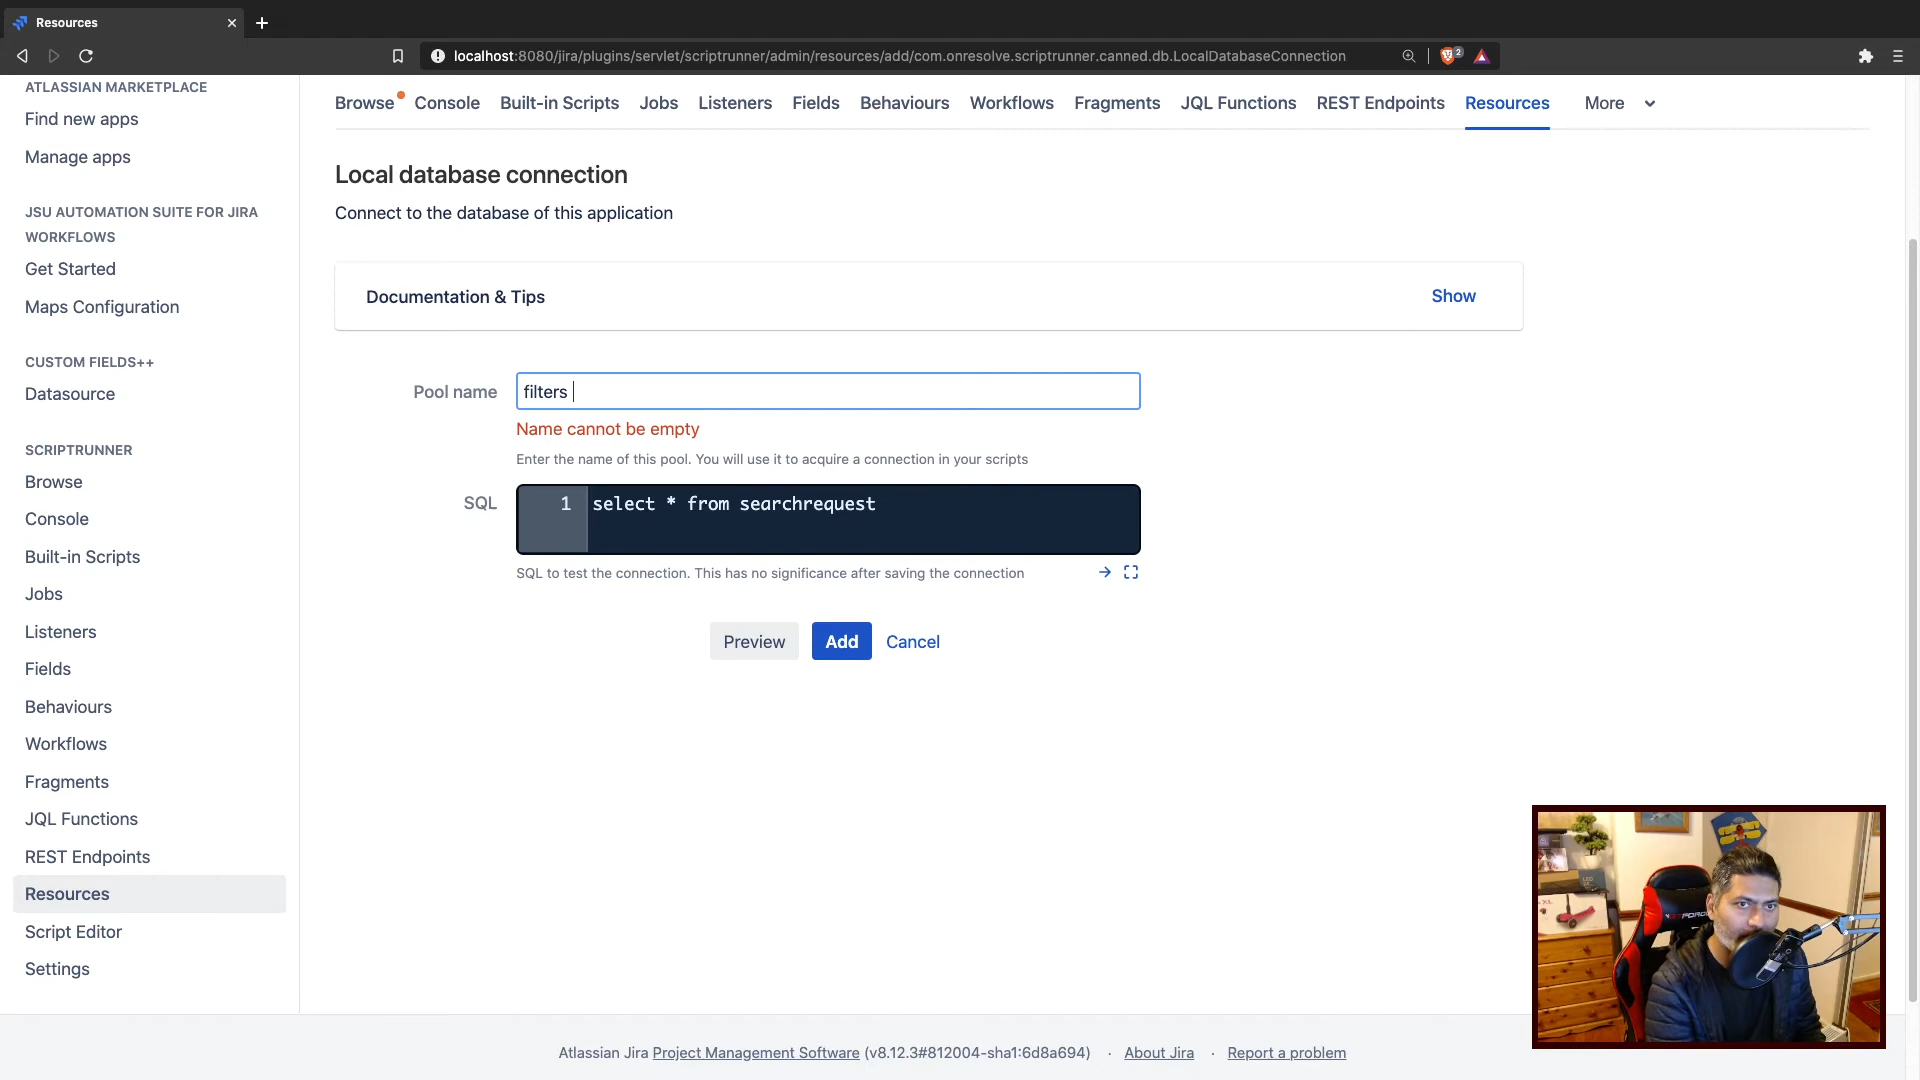 Resources
localhost:8080/jira/plugins/servlet/scriptrunner/admin/resources/add/com.onresolve.scriptrunner.canned.db.LocalDatabaseConnection
2
ATLASSIAN MARKETPLACE
Find new apps
Manage apps
JSU AUTOMATION SUITE FOR JIRA
WORKFLOWS
Get Started
Maps Configuration
CUSTOM FIELDS++
Datasource
SCRIPTRUNNER
Browse
Console
Built-in Scripts
Jobs
Listeners
Fields
Behaviours
Workflows
Fragments
JQL Functions
REST Endpoints
Resources
Script Editor
Settings
Browse Console Built-in Scripts Jobs Listeners Fields Behaviours Workflows Fragments JQL Functions REST Endpoints Resources More
Local database connection
Connect to the database of this application
Documentation & Tips Show
Pool name filters
Name cannot be empty
Enter the name of this pool. You will use it to acquire a connection in your scripts
SQL 1 select * from searchrequest
SQL to test the connection. This has no significance after saving the connection
Preview Add Cancel
Atlassian Jira Project Management Software (v8.12.3#812004-sha1:6d8a694) · About Jira · Report a problem